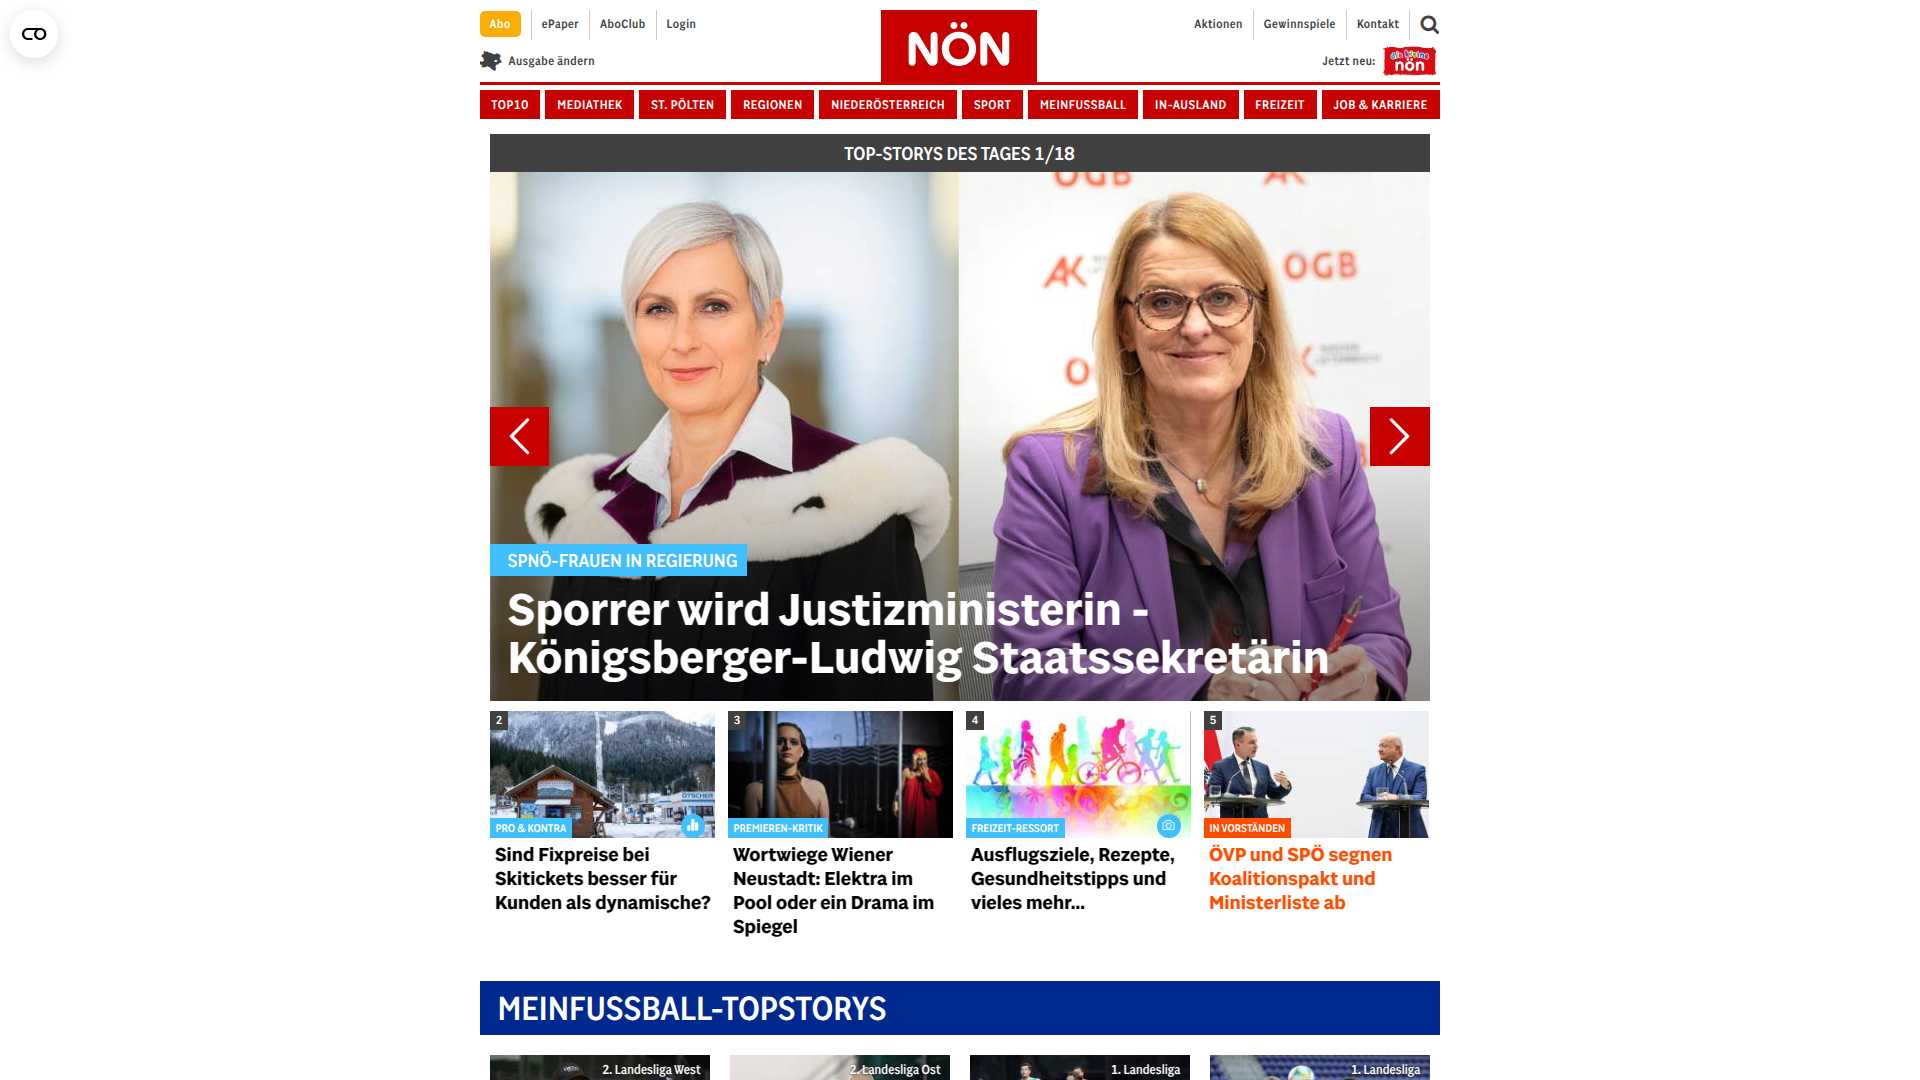 Abo
ePaper
AboClub
Login
NÖN
Aktionen
Gewinnspiele
Kontakt
Ausgabe ändern
Jetzt neu:
die kleine
nön
TOP10
MEDIATHEK
ST. PÖLTEN
REGIONEN
NIEDERÖSTERREICH
SPORT
MEINFUSSBALL
IN-AUSLAND
FREIZEIT
JOB & KARRIERE
TOP-STORYS DES TAGES 1/18
ÖGB
AK
AK
ÖGB
SPNÖ-FRAUEN IN REGIERUNG
Sporrer wird Justizministerin -
Königsberger-Ludwig Staatssekretärin
2
ÖTSCHER
PRO & KONTRA
Sind Fixpreise bei
Skitickets besser für
Kunden als dynamische?
3
PREMIEREN-KRITIK
Wortwiege Wiener
Neustadt: Elektra im
Pool oder ein Drama im
Spiegel
4
FREIZEIT-RESSORT
Ausflugsziele, Rezepte,
Gesundheitstipps und
vieles mehr...
5
IN VORSTÄNDEN
ÖVP und SPÖ segnen
Koalitionspakt und
Ministerliste ab
MEINFUSSBALL-TOPSTORYS
2. Landesliga West
2. Landesliga Ost
1. Landesliga
1. Landesliga